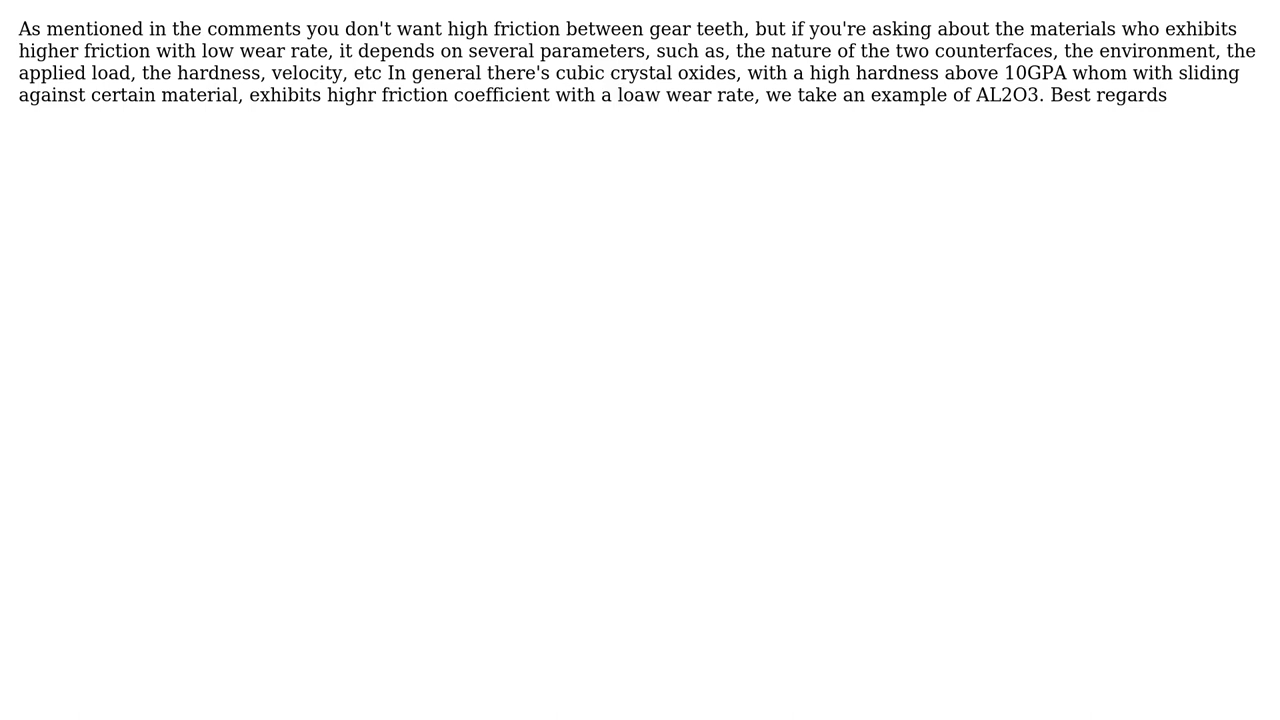 As mentioned in the comments you don't want high friction between gear teeth, but if you're asking about the materials who exhibits
higher friction with low wear rate, it depends on several parameters, such as, the nature of the two counterfaces, the environment, the
applied load, the hardness, velocity, etc In general there's cubic crystal oxides, with a high hardness above 10GPA whom with sliding
against certain material, exhibits highr friction coefficient with a loaw wear rate, we take an example of AL2O3. Best regards